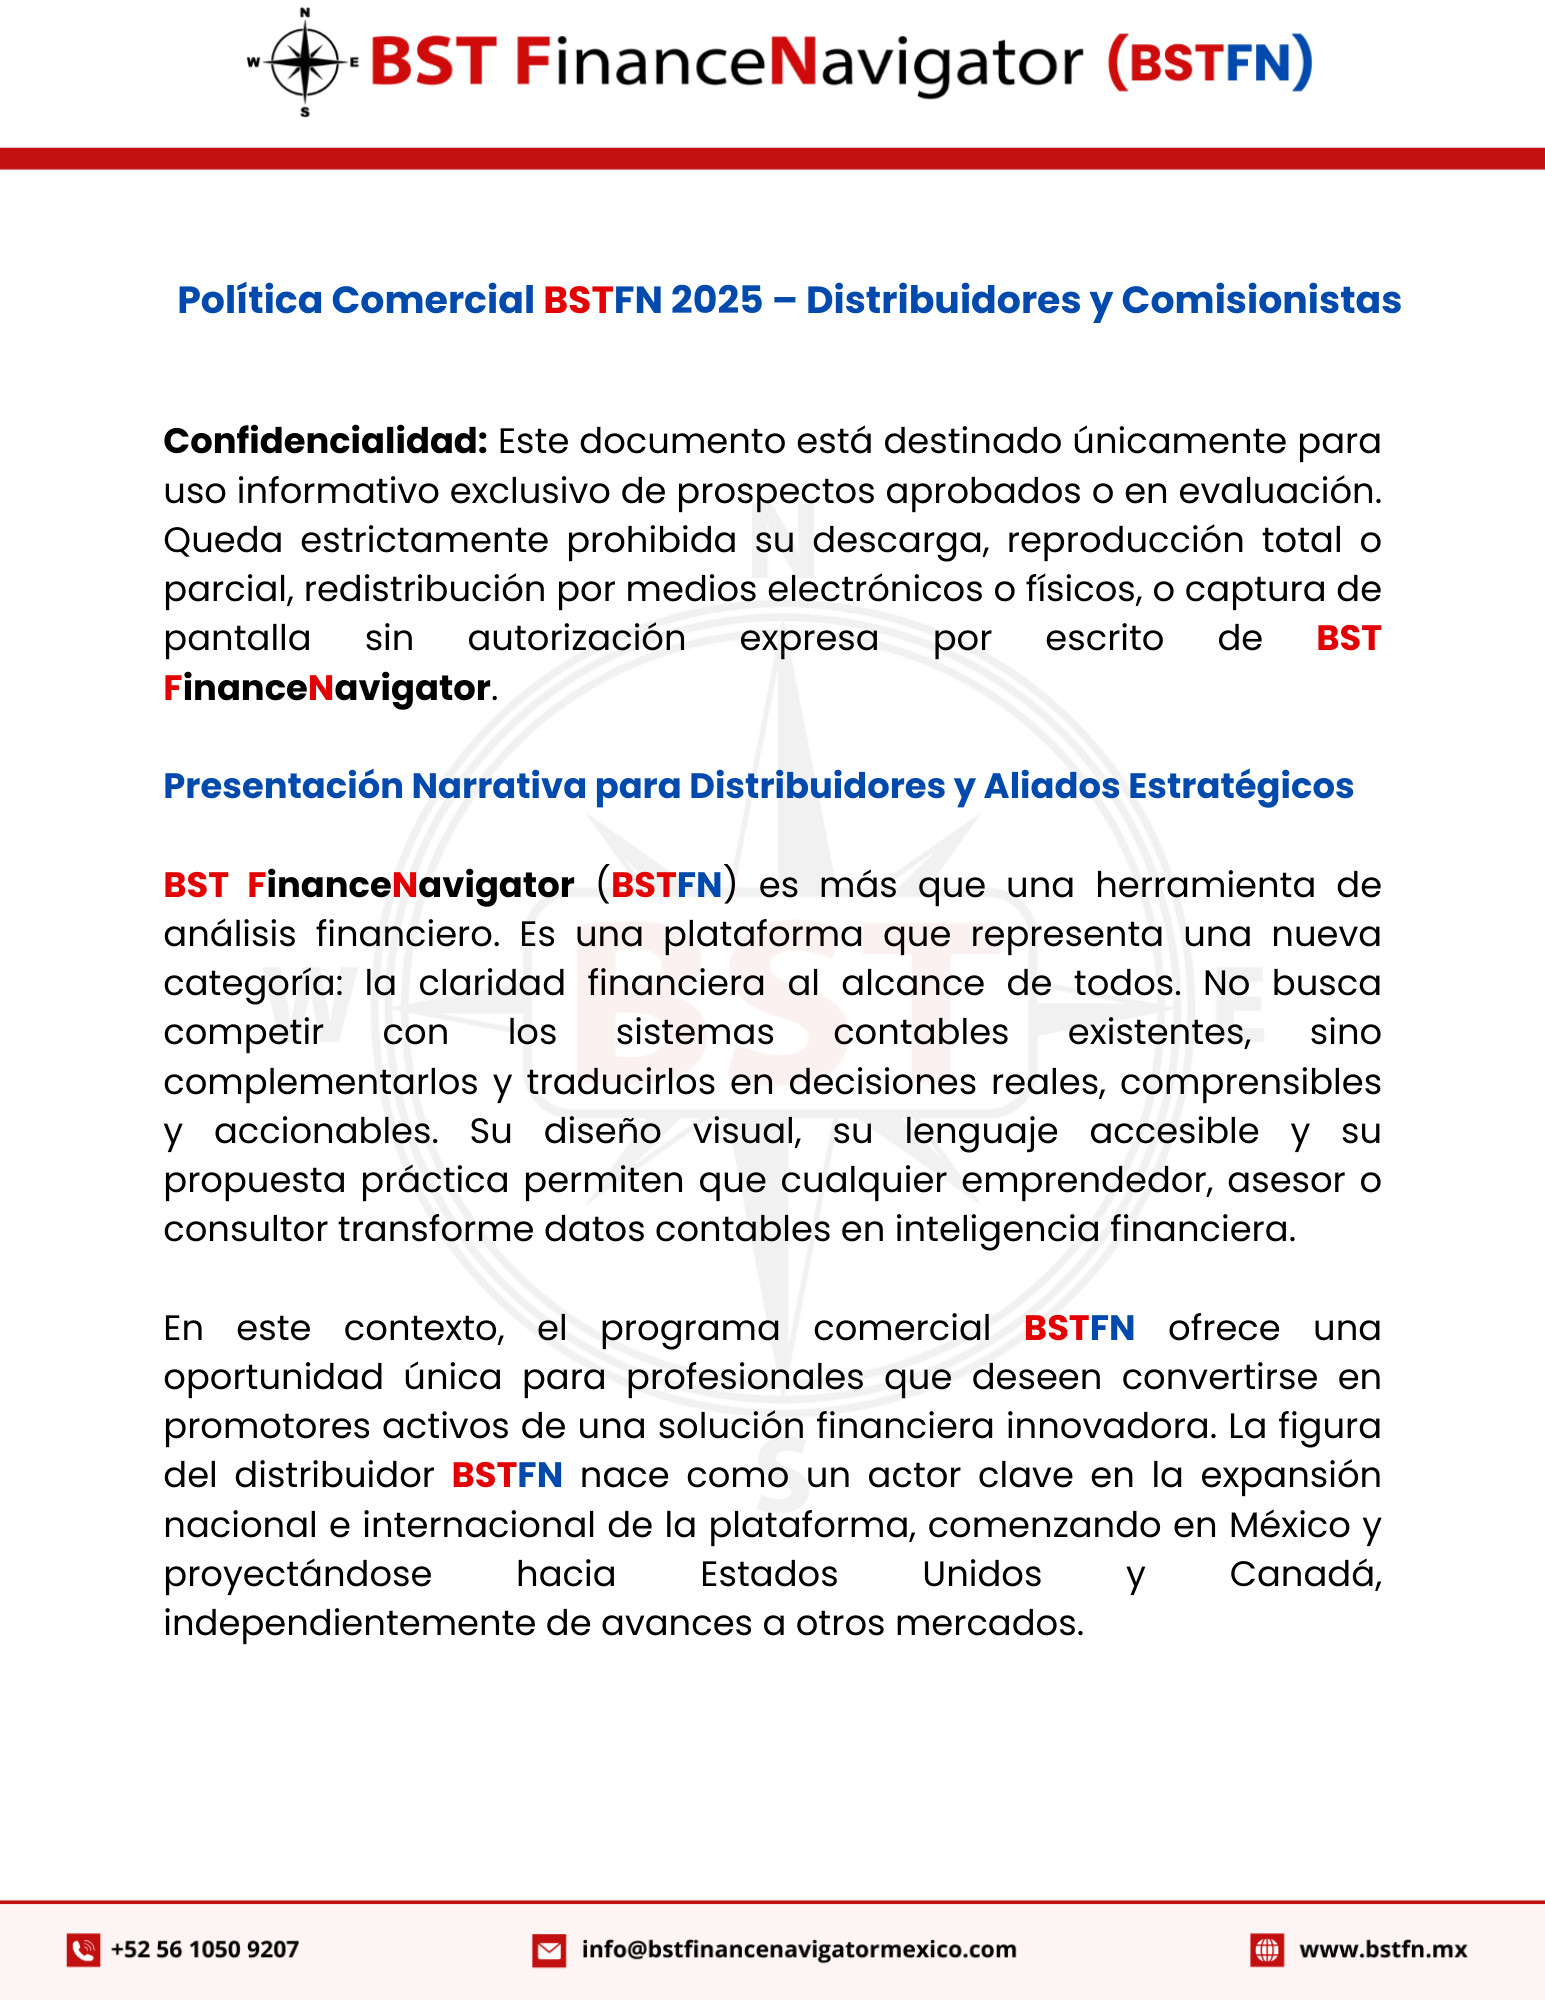 N
W E BST FinanceNavigator (BSTFN)
S
Política Comercial BSTFN 2025 – Distribuidores y Comisionistas
Confidencialidad: Este documento está destinado únicamente para
uso informativo exclusivo de prospectos aprobados o en evaluación.
Queda estrictamente prohibida su descarga, reproducción total o
parcial, redistribución por medios electrónicos o físicos, o captura de
pantalla sin autorización expresa por escrito de BST
FinanceNavigator.
Presentación Narrativa para Distribuidores y Aliados Estratégicos
BST FinanceNavigator (BSTFN) es más que una herramienta de
análisis financiero. Es una plataforma que representa una nueva
categoría: la claridad financiera al alcance de todos. No busca
competir con los sistemas contables existentes, sino
complementarlos y traducirlos en decisiones reales, comprensibles
y accionables. Su diseño visual, su lenguaje accesible y su
propuesta práctica permiten que cualquier emprendedor, asesor o
consultor transforme datos contables en inteligencia financiera.
En este contexto, el programa comercial BSTFN ofrece una
oportunidad única para profesionales que deseen convertirse en
promotores activos de una solución financiera innovadora. La figura
del distribuidor BSTFN nace como un actor clave en la expansión
nacional e internacional de la plataforma, comenzando en México y
proyectándose hacia Estados Unidos y Canadá,
independientemente de avances a otros mercados.
N
W BST E
S
+52 56 1050 9207 info@bstfinancenavigatormexico.com www.bstfn.mx